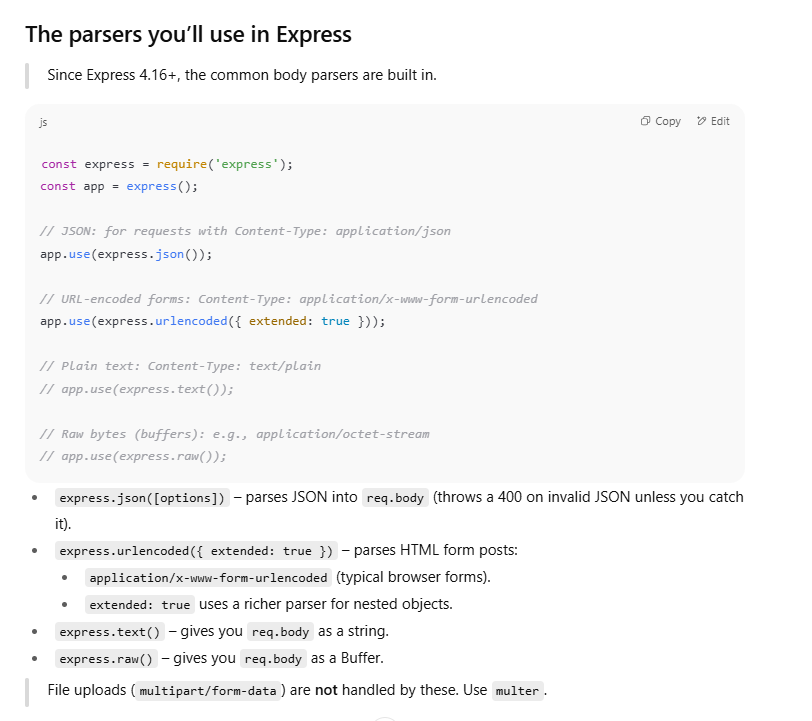 The parsers you’ll use in Express
Since Express 4.16+, the common body parsers are built in.
js
Copy
Edit
const express = require('express');
const app = express();
// JSON: for requests with Content-Type: application/json
app.use(express.json());
// URL-encoded forms: Content-Type: application/x-www-form-urlencoded
app.use(express.urlencoded({ extended: true }));
// Plain text: Content-Type: text/plain
// app.use(express.text());
// Raw bytes (buffers): e.g., application/octet-stream
// app.use(express.raw());
• express.json([options]) – parses JSON into req.body (throws a 400 on invalid JSON unless you catch
it).
• express.urlencoded({ extended: true }) – parses HTML form posts:
• application/x-www-form-urlencoded (typical browser forms).
• extended: true uses a richer parser for nested objects.
• express.text() – gives you req.body as a string.
• express.raw() – gives you req.body as a Buffer.
File uploads (multipart/form-data) are not handled by these. Use multer.